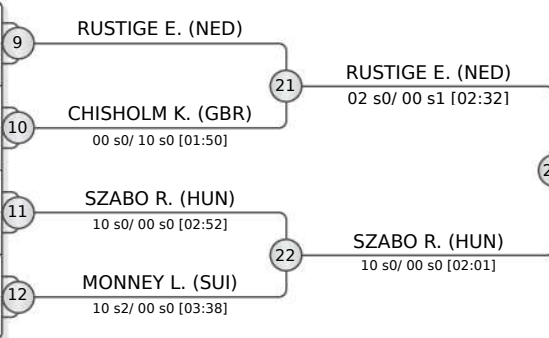 RUSTIGE E. (NED)
9
21
RUSTIGE E. (NED)
02 s0/ 00 s1 [02:32]
CHISHOLM K. (GBR)
10
00 s0/ 10 s0 [01:50]
SZABO R. (HUN)
11
10 s0/ 00 s0 [02:52]
22
SZABO R. (HUN)
10 s0/ 00 s0 [02:01]
MONNEY L. (SUI)
12
10 s2/ 00 s0 [03:38]